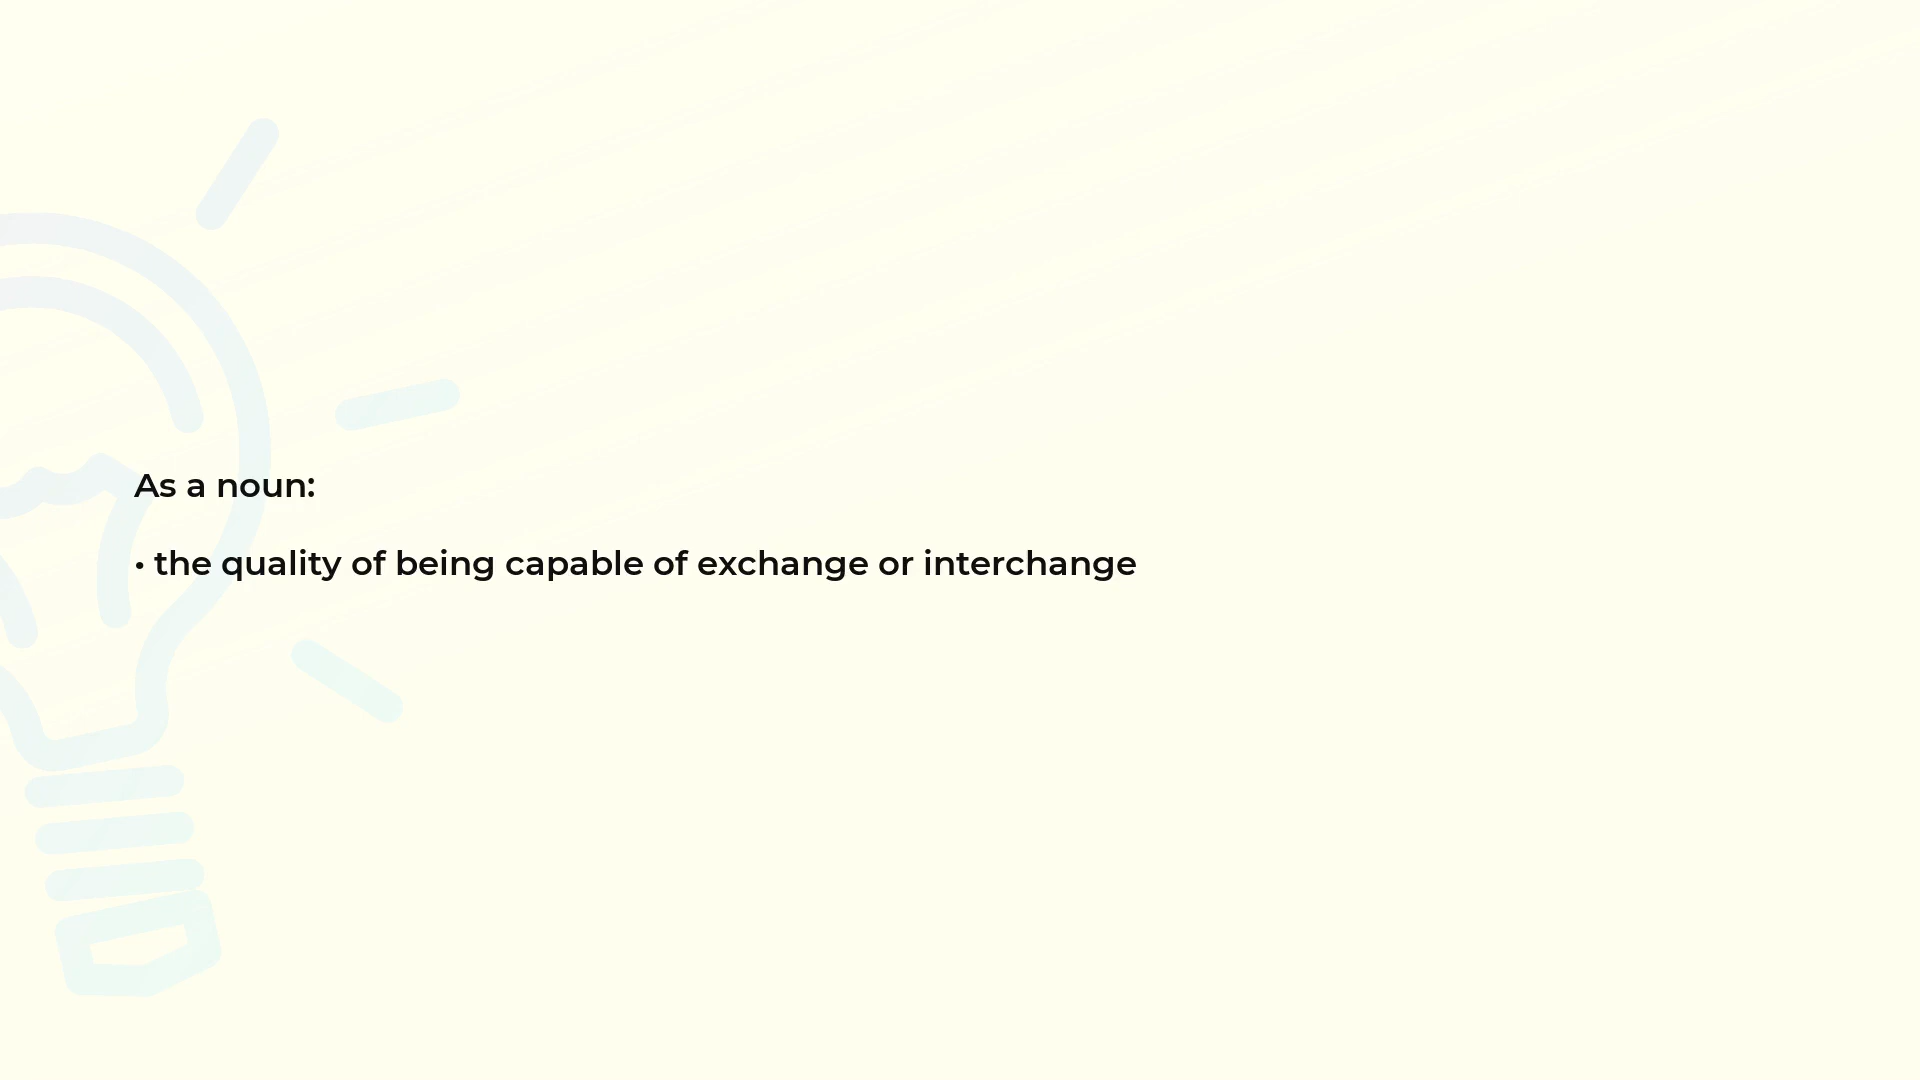 As a noun:
• the quality of being capable of exchange or interchange